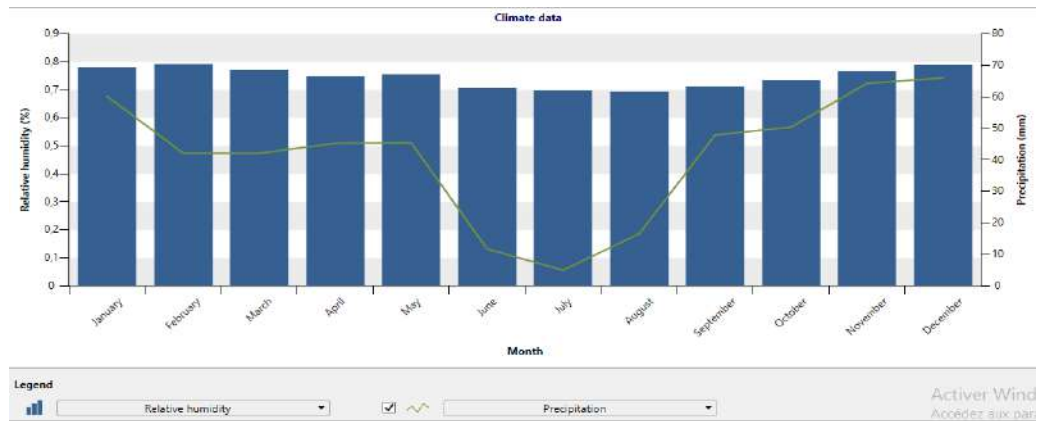 Climate data
Relative humidity (%)
0,9
0,8
0,7
0,6
0,5
0,4
0,3
0,2
0,1
0
80
70
60
50
40
30
20
10
0
Precipitation (mm)
January
February
March
April
May
June
July
August
September
October
November
December
Month
Legend
Relative humidity
Precipitation
Activer Wind
Accédez aux para